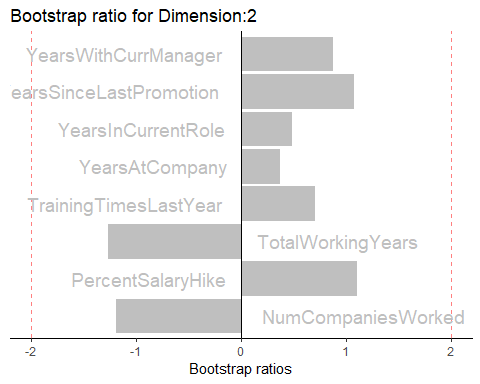 Bootstrap ratio for Dimension:2
YearsWithCurrManager
earsSinceLastPromotion
YearsInCurrentRole
YearsAtCompany
TrainingTimesLastYear
TotalWorkingYears
PercentSalaryHike
NumCompaniesWorked
-2 -1 0 1 2
Bootstrap ratios